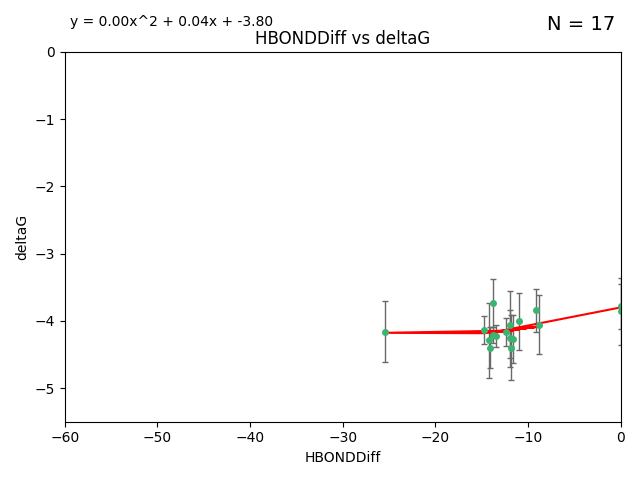 y = 0.00x^2 + 0.04x + -3.80
N = 17
HBONDDiff vs deltaG
0
−1
−2
−3
−4
−5
deltaG
−60
−50
−40
−30
−20
−10
0
HBONDDiff